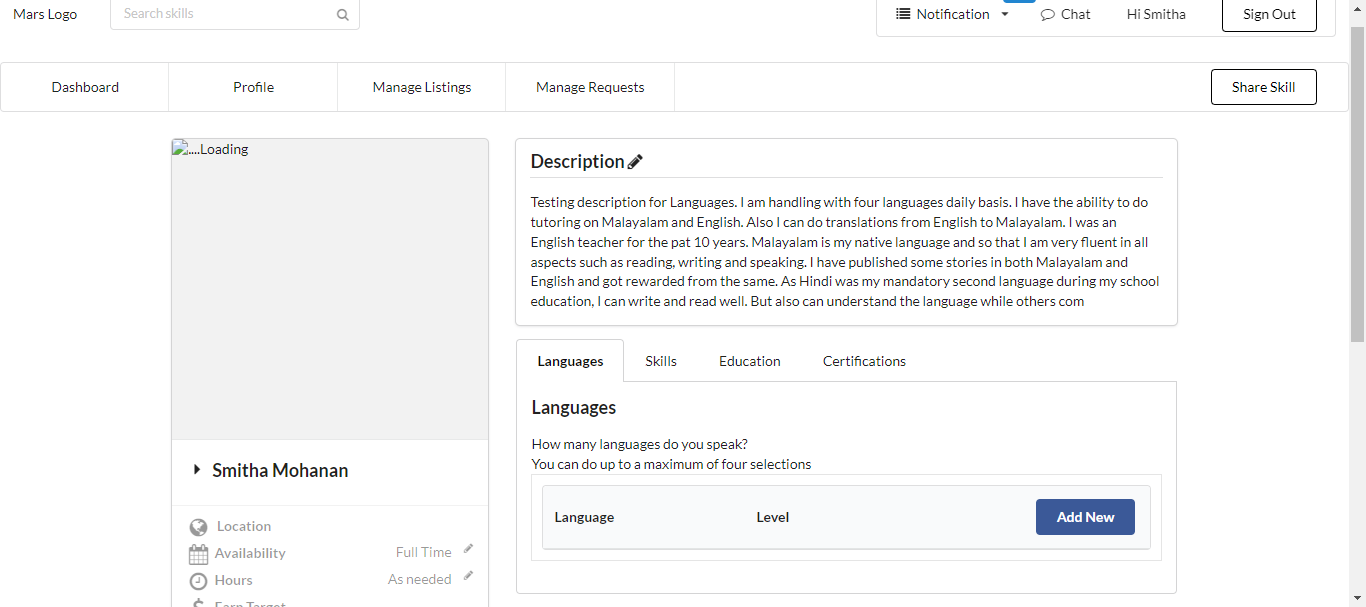 Mars Logo
Search skills
Notification
Chat
Hi Smitha
Sign Out
Dashboard
Profile
Manage Listings
Manage Requests
Share Skill
....Loading
Description
Testing description for Languages. I am handling with four languages daily basis. I have the ability to do
tutoring on Malayalam and English. Also I can do translations from English to Malayalam. I was an
English teacher for the pat 10 years. Malayalam is my native language and so that I am very fluent in all
aspects such as reading, writing and speaking. I have published some stories in both Malayalam and
English and got rewarded from the same. As Hindi was my mandatory second language during my school
education, I can write and read well. But also can understand the language while others com
Languages
Skills
Education
Certifications
Languages
How many languages do you speak?
You can do up to a maximum of four selections
Language
Level
Add New
Smitha Mohanan
Location
Availability
Full Time
Hours
As needed
Earn Target